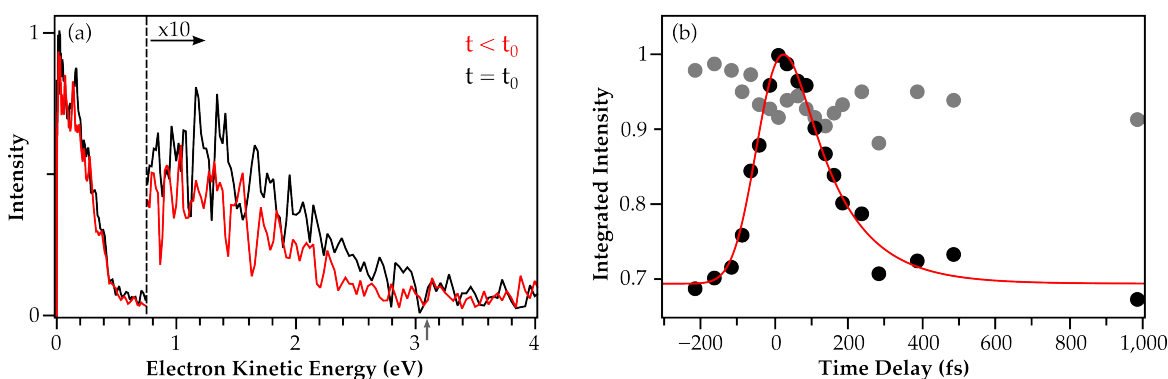 (a)
x10
t < t0
t = t0
1
0
Intensity
0
1
2
3
4
Electron Kinetic Energy (eV)
(b)
1
0.9
0.8
0.7
Integrated Intensity
−200
0
200
400
600
800
1,000
Time Delay (fs)